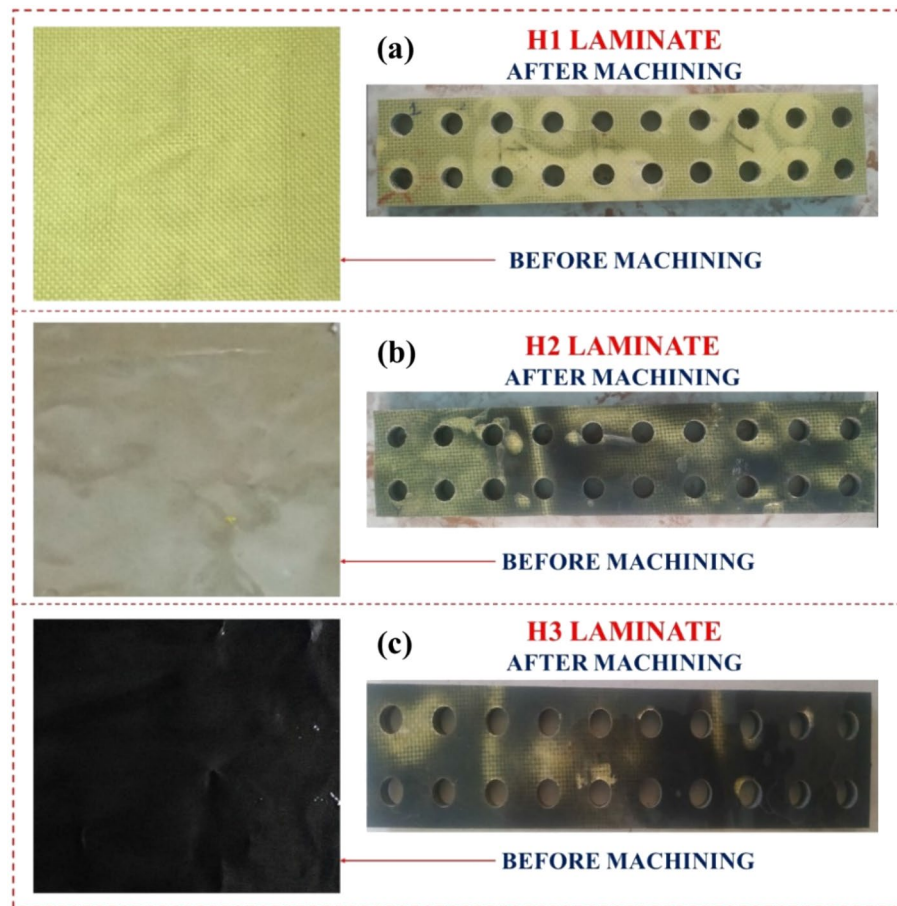 (a)
H1 LAMINATE
AFTER MACHINING
BEFORE MACHINING
(b)
H2 LAMINATE
AFTER MACHINING
BEFORE MACHINING
(c)
H3 LAMINATE
AFTER MACHINING
BEFORE MACHINING